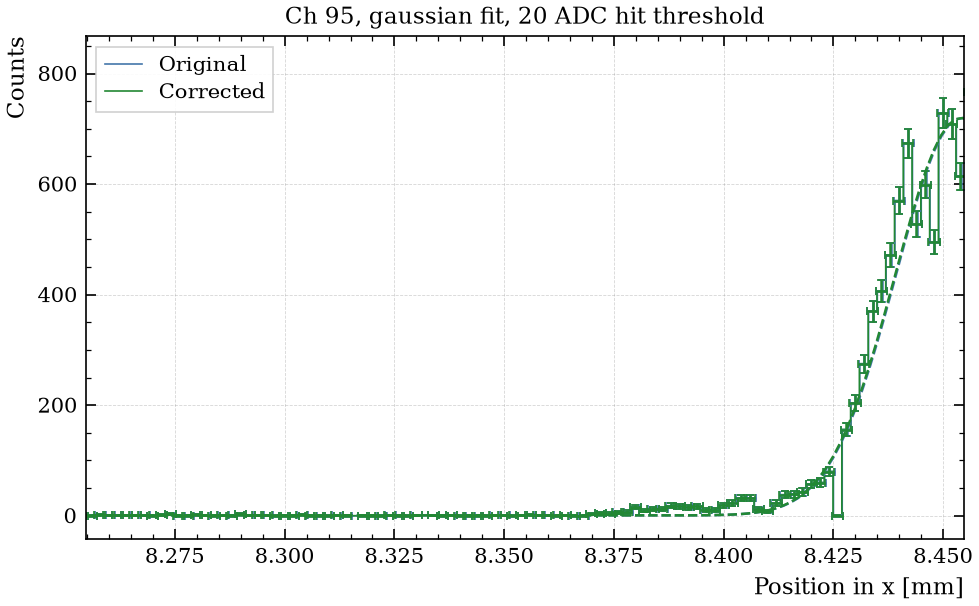 Ch 95, gaussian fit, 20 ADC hit threshold
Counts
Original
Corrected
800
600
400
200
0
8.275 8.300 8.325 8.350 8.375 8.400 8.425 8.450
Position in x [mm]